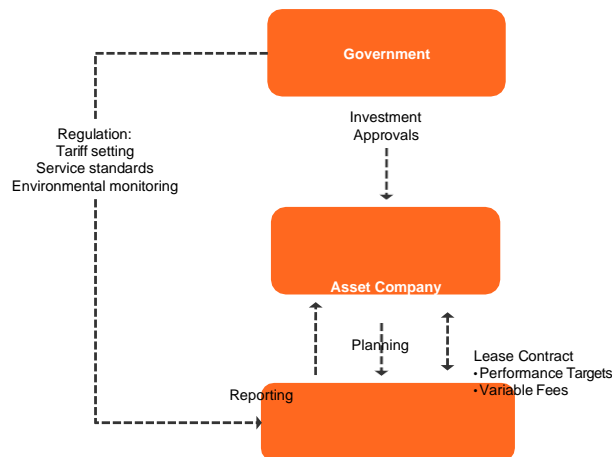 Government
Investment
Approvals
Regulation:
Tariff setting
Service standards
Environmental monitoring
Asset Company
Planning
Lease Contract
• Performance Targets
• Variable Fees
Reporting